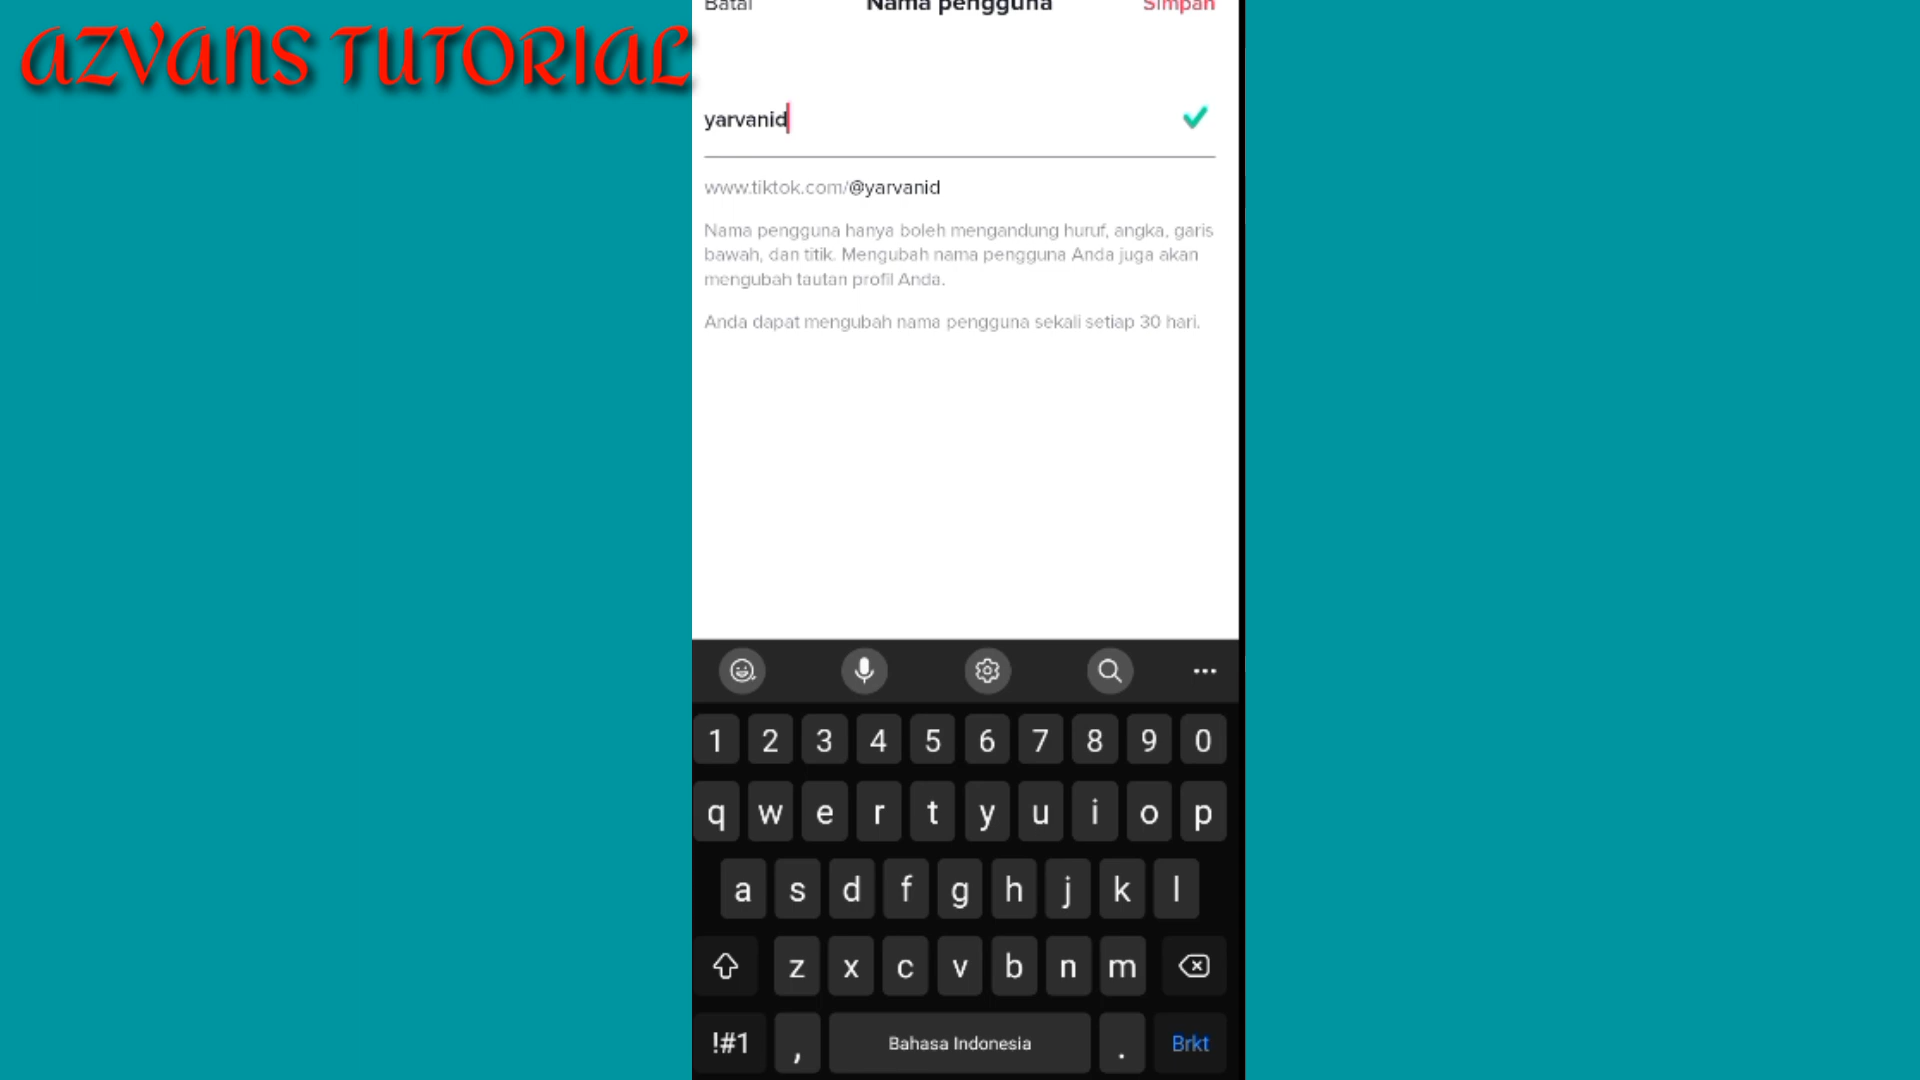 AZVANS TUTORIAL
Batal Nama pengguna Simpan
yarvanid
www.tiktok.com/@yarvanid
Nama pengguna hanya boleh mengandung huruf, angka, garis
bawah, dan titik. Mengubah nama pengguna Anda juga akan
mengubah tautan profil Anda.
Anda dapat mengubah nama pengguna sekali setiap 30 hari.
1 2 3 4 5 6 7 8 9 0
q w e r t y u i o p
a s d f g h j k l
z x c v b n m
!#1 , Bahasa Indonesia . Brkt